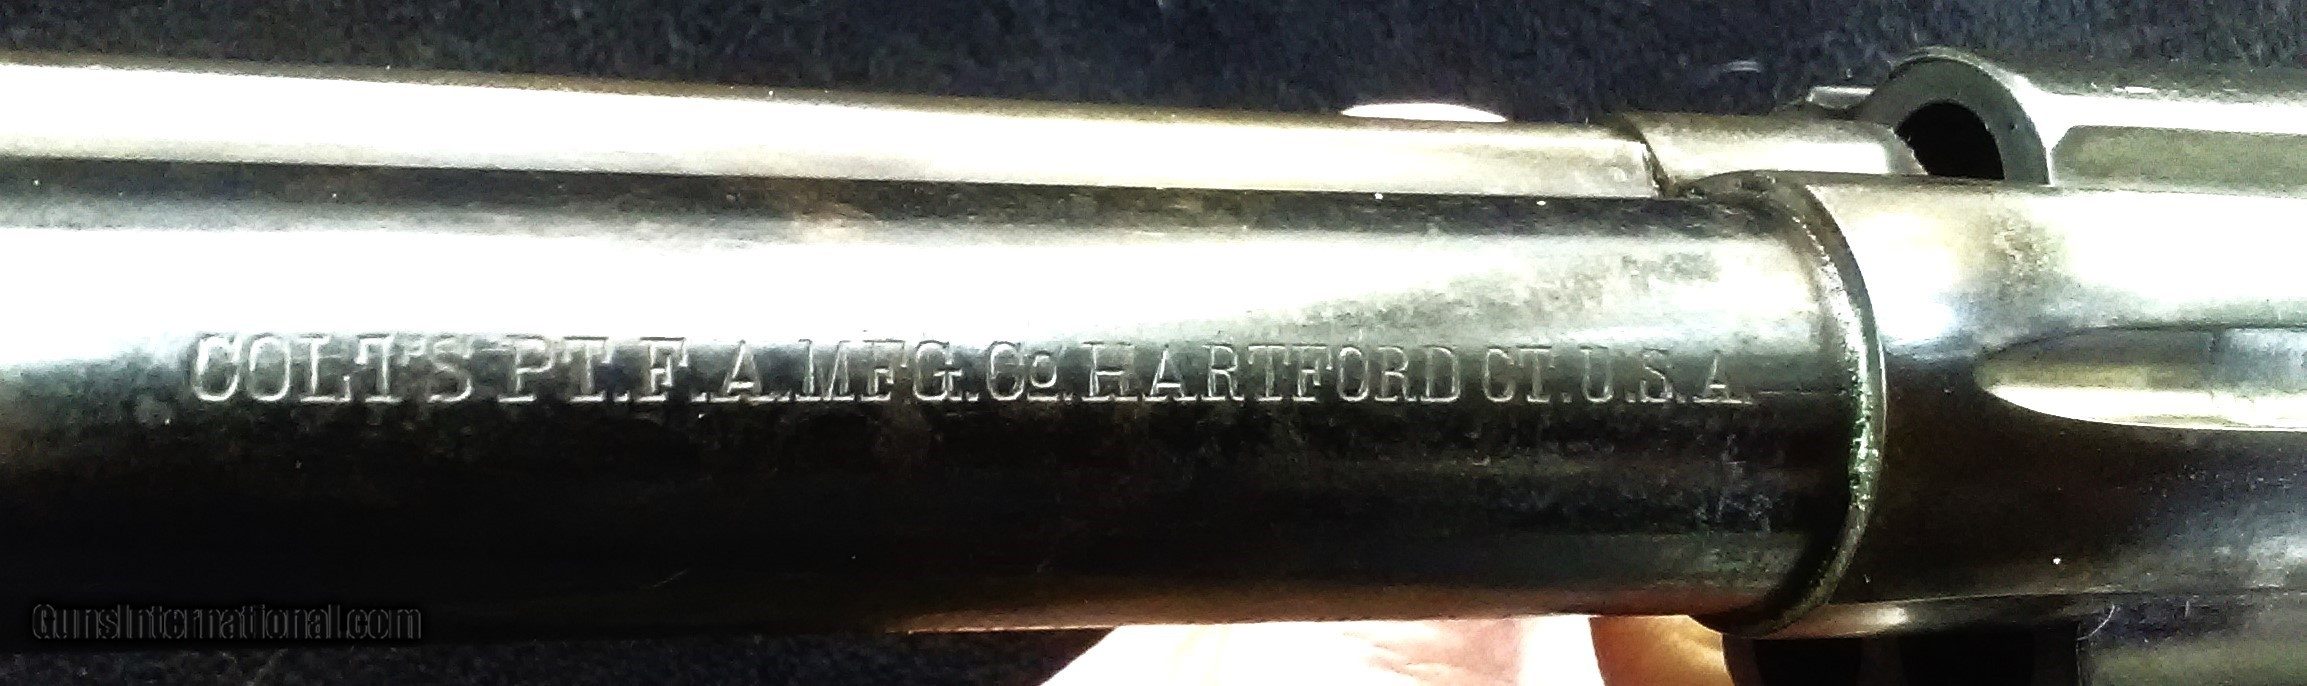 COLT'S PT.F.A.MFG.Co.HARTFORD CT.U.S.A.
GunsInternational.com